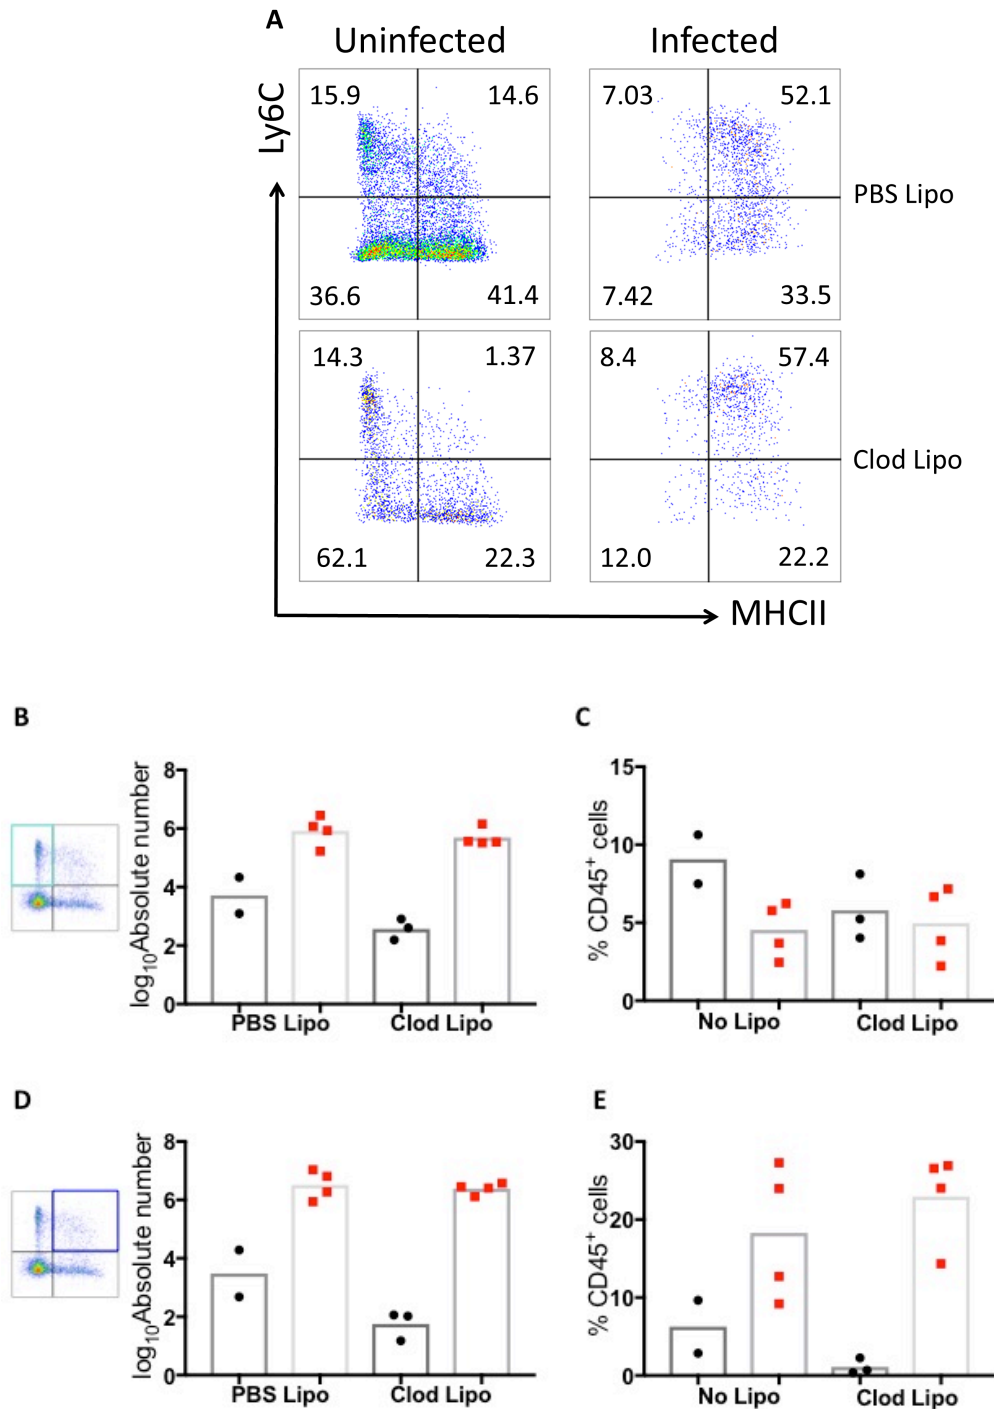 A
Uninfected Infected
Ly6C
15.9 14.6 7.03 52.1
PBS Lipo
36.6 41.4 7.42 33.5
14.3 1.37 8.4 57.4
Clod Lipo
62.1 22.3 12.0 22.2
MHCII
B
log10Absolute number
8
6
4
2
0
PBS Lipo Clod Lipo
C
% CD45+ cells
15
10
5
0
No Lipo Clod Lipo
D
log10Absolute number
8
6
4
2
0
PBS Lipo Clod Lipo
E
% CD45+ cells
30
20
10
0
No Lipo Clod Lipo